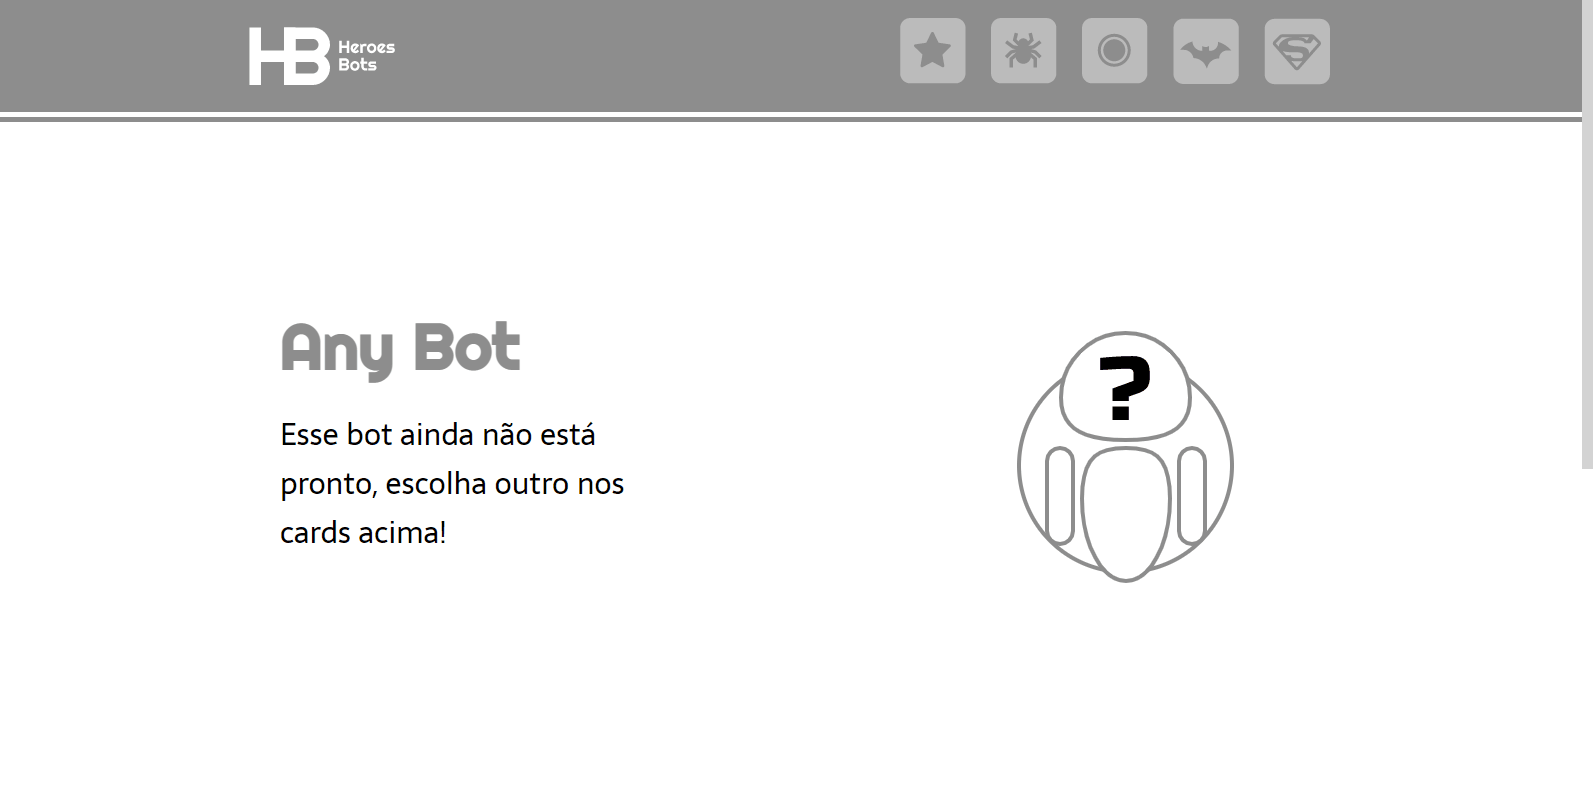 HB
Heroes
Bots
S
Any Bot
?
Esse bot ainda não está
pronto, escolha outro nos
cards acima!